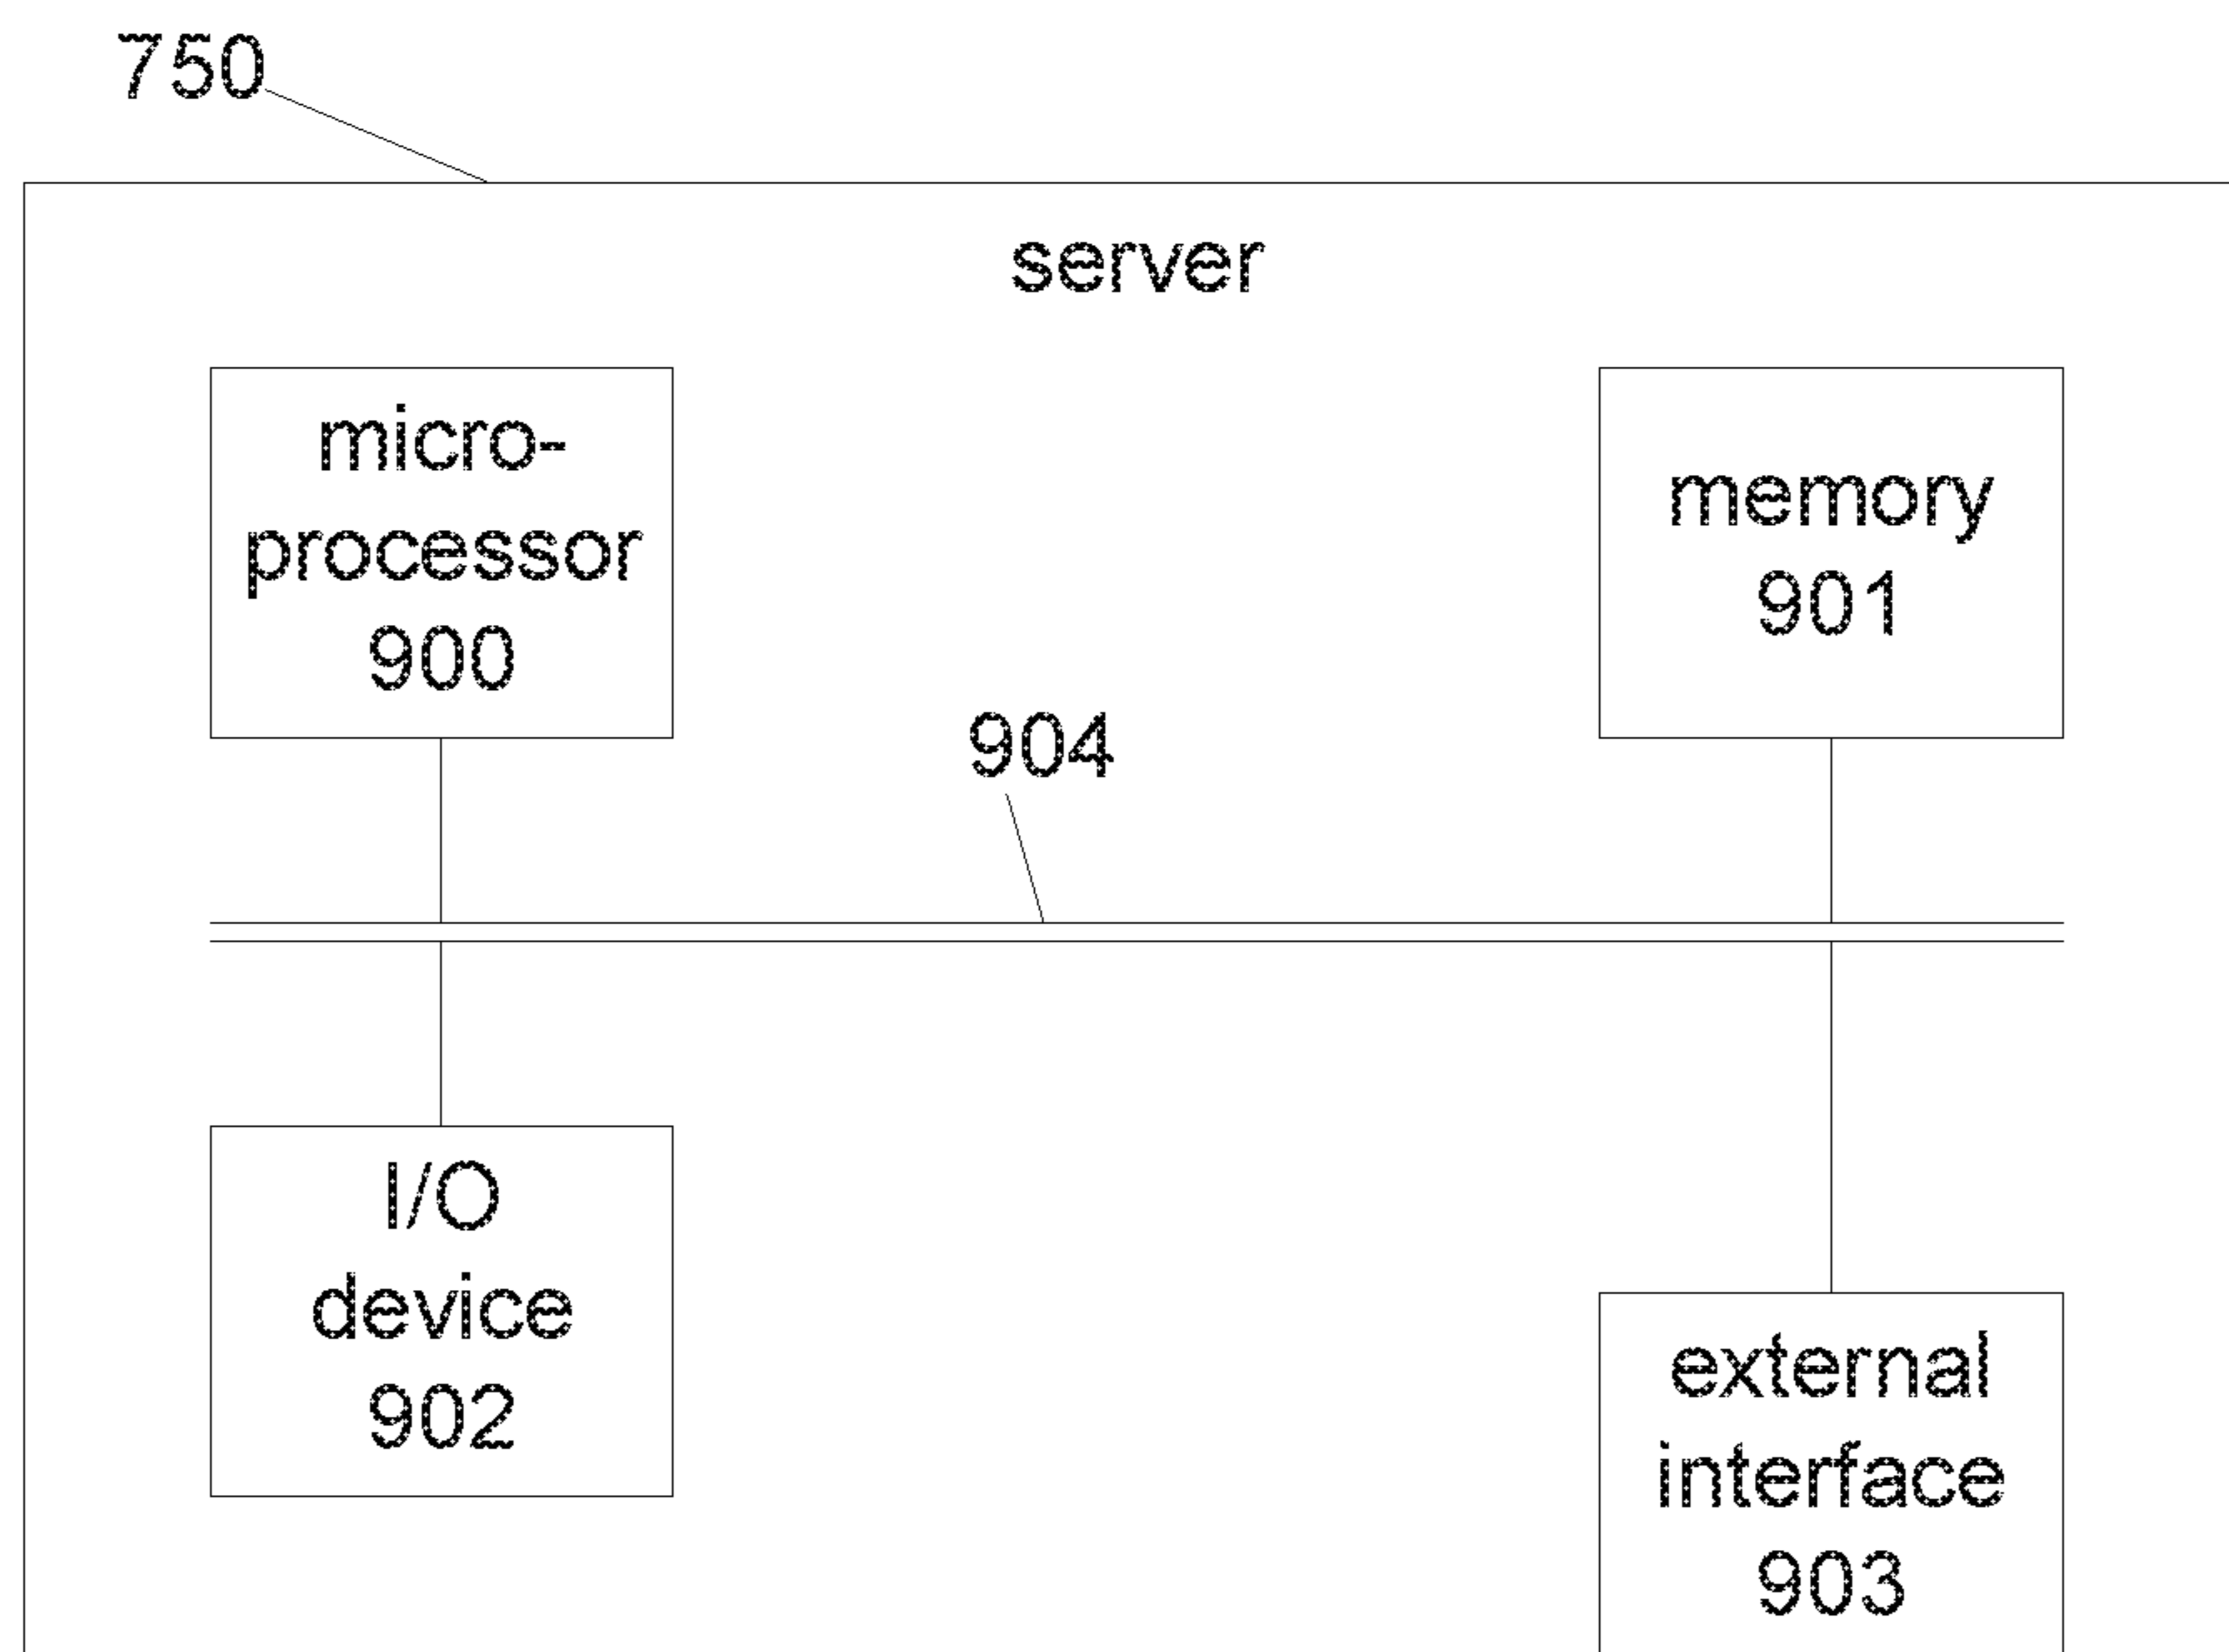 750
server
micro-
processor
900
memory
901
904
I/O
device
902
external
interface
903